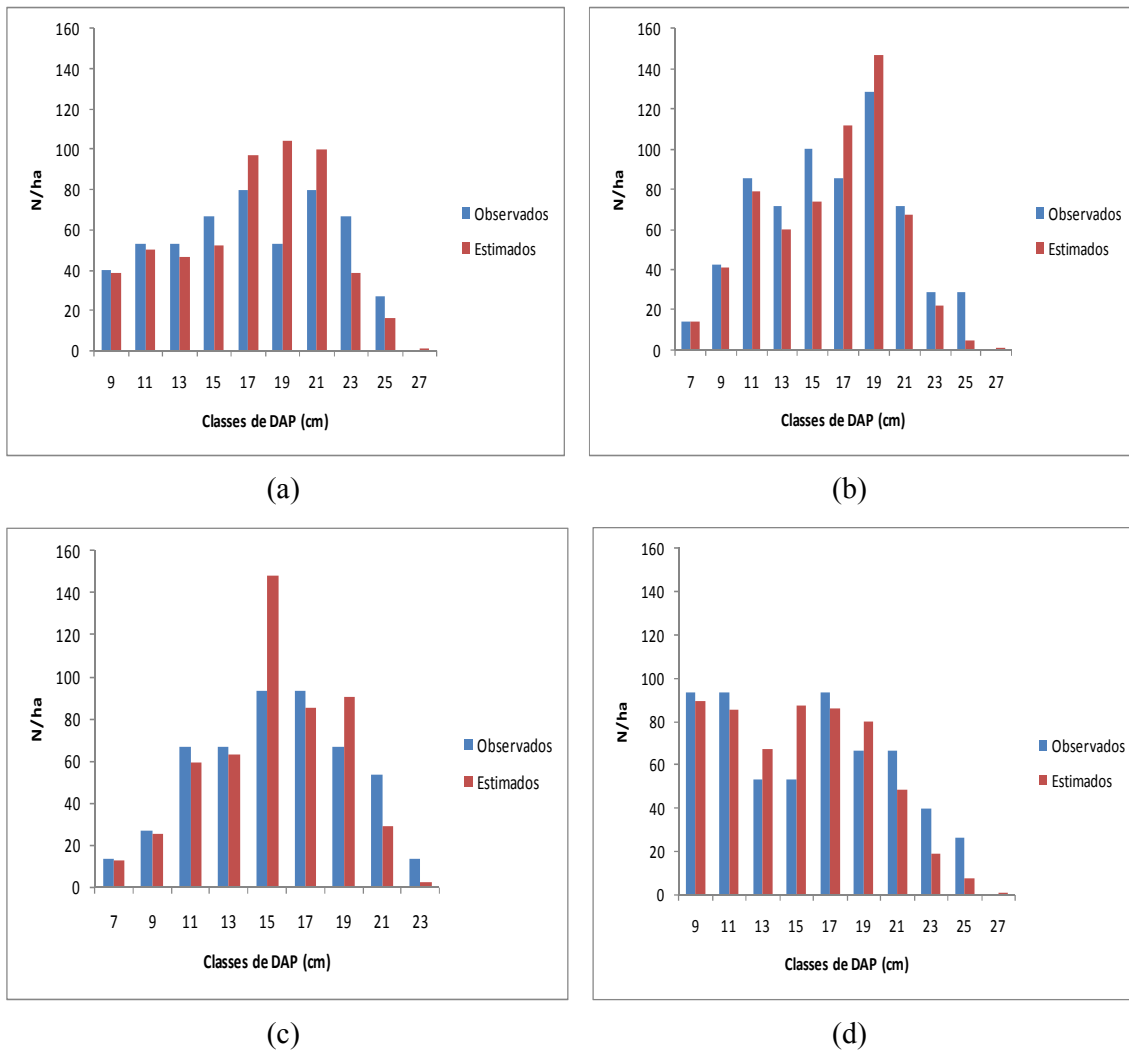 160
140
120
100
80
60
40
20
0
N/ha
9 11 13 15 17 19 21 23 25 27
Classes de DAP (cm)
Observados
Estimados
(a)
160
140
120
100
80
60
40
20
0
N/ha
7 9 11 13 15 17 19 21 23 25 27
Classes de DAP (cm)
Observados
Estimados
(b)
160
140
120
100
80
60
40
20
0
N/ha
7 9 11 13 15 17 19 21 23
Classes de DAP (cm)
Observados
Estimados
(c)
160
140
120
100
80
60
40
20
0
N/ha
9 11 13 15 17 19 21 23 25 27
Classes de DAP (cm)
Observados
Estimados
(d)